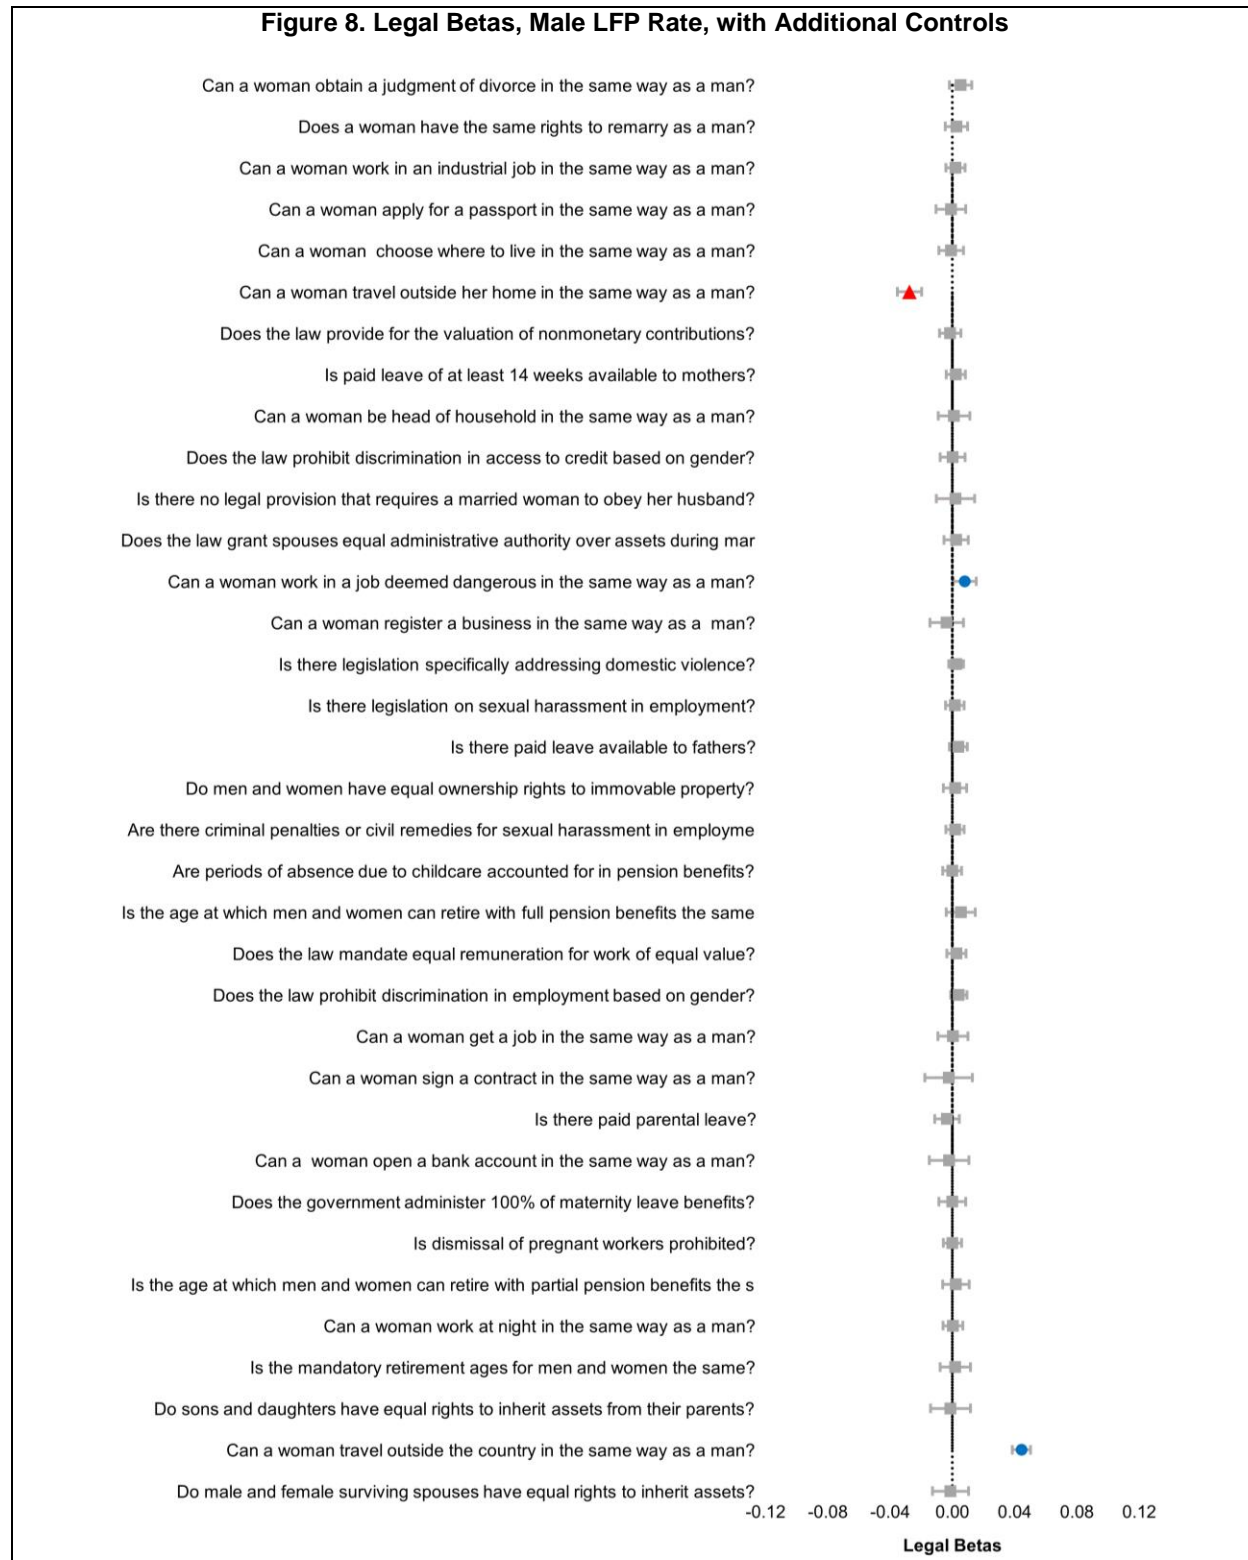 Figure 8. Legal Betas, Male LFP Rate, with Additional Controls
Can a woman obtain a judgment of divorce in the same way as a man?
Does a woman have the same rights to remarry as a man?
Can a woman work in an industrial job in the same way as a man?
Can a woman apply for a passport in the same way as a man?
Can a woman  choose where to live in the same way as a man?
Can a woman travel outside her home in the same way as a man?
Does the law provide for the valuation of nonmonetary contributions?
Is paid leave of at least 14 weeks available to mothers?
Can a woman be head of household in the same way as a man?
Does the law prohibit discrimination in access to credit based on gender?
Is there no legal provision that requires a married woman to obey her husband?
Does the law grant spouses equal administrative authority over assets during mar
Can a woman work in a job deemed dangerous in the same way as a man?
Can a woman register a business in the same way as a  man?
Is there legislation specifically addressing domestic violence?
Is there legislation on sexual harassment in employment?
Is there paid leave available to fathers?
Do men and women have equal ownership rights to immovable property?
Are there criminal penalties or civil remedies for sexual harassment in employme
Are periods of absence due to childcare accounted for in pension benefits?
Is the age at which men and women can retire with full pension benefits the same
Does the law mandate equal remuneration for work of equal value?
Does the law prohibit discrimination in employment based on gender?
Can a woman get a job in the same way as a man?
Can a woman sign a contract in the same way as a man?
Is there paid parental leave?
Can a  woman open a bank account in the same way as a man?
Does the government administer 100% of maternity leave benefits?
Is dismissal of pregnant workers prohibited?
Is the age at which men and women can retire with partial pension benefits the s
Can a woman work at night in the same way as a man?
Is the mandatory retirement ages for men and women the same?
Do sons and daughters have equal rights to inherit assets from their parents?
Can a woman travel outside the country in the same way as a man?
Do male and female surviving spouses have equal rights to inherit assets?
-0.12 -0.08 -0.04 0.00 0.04 0.08 0.12
Legal Betas